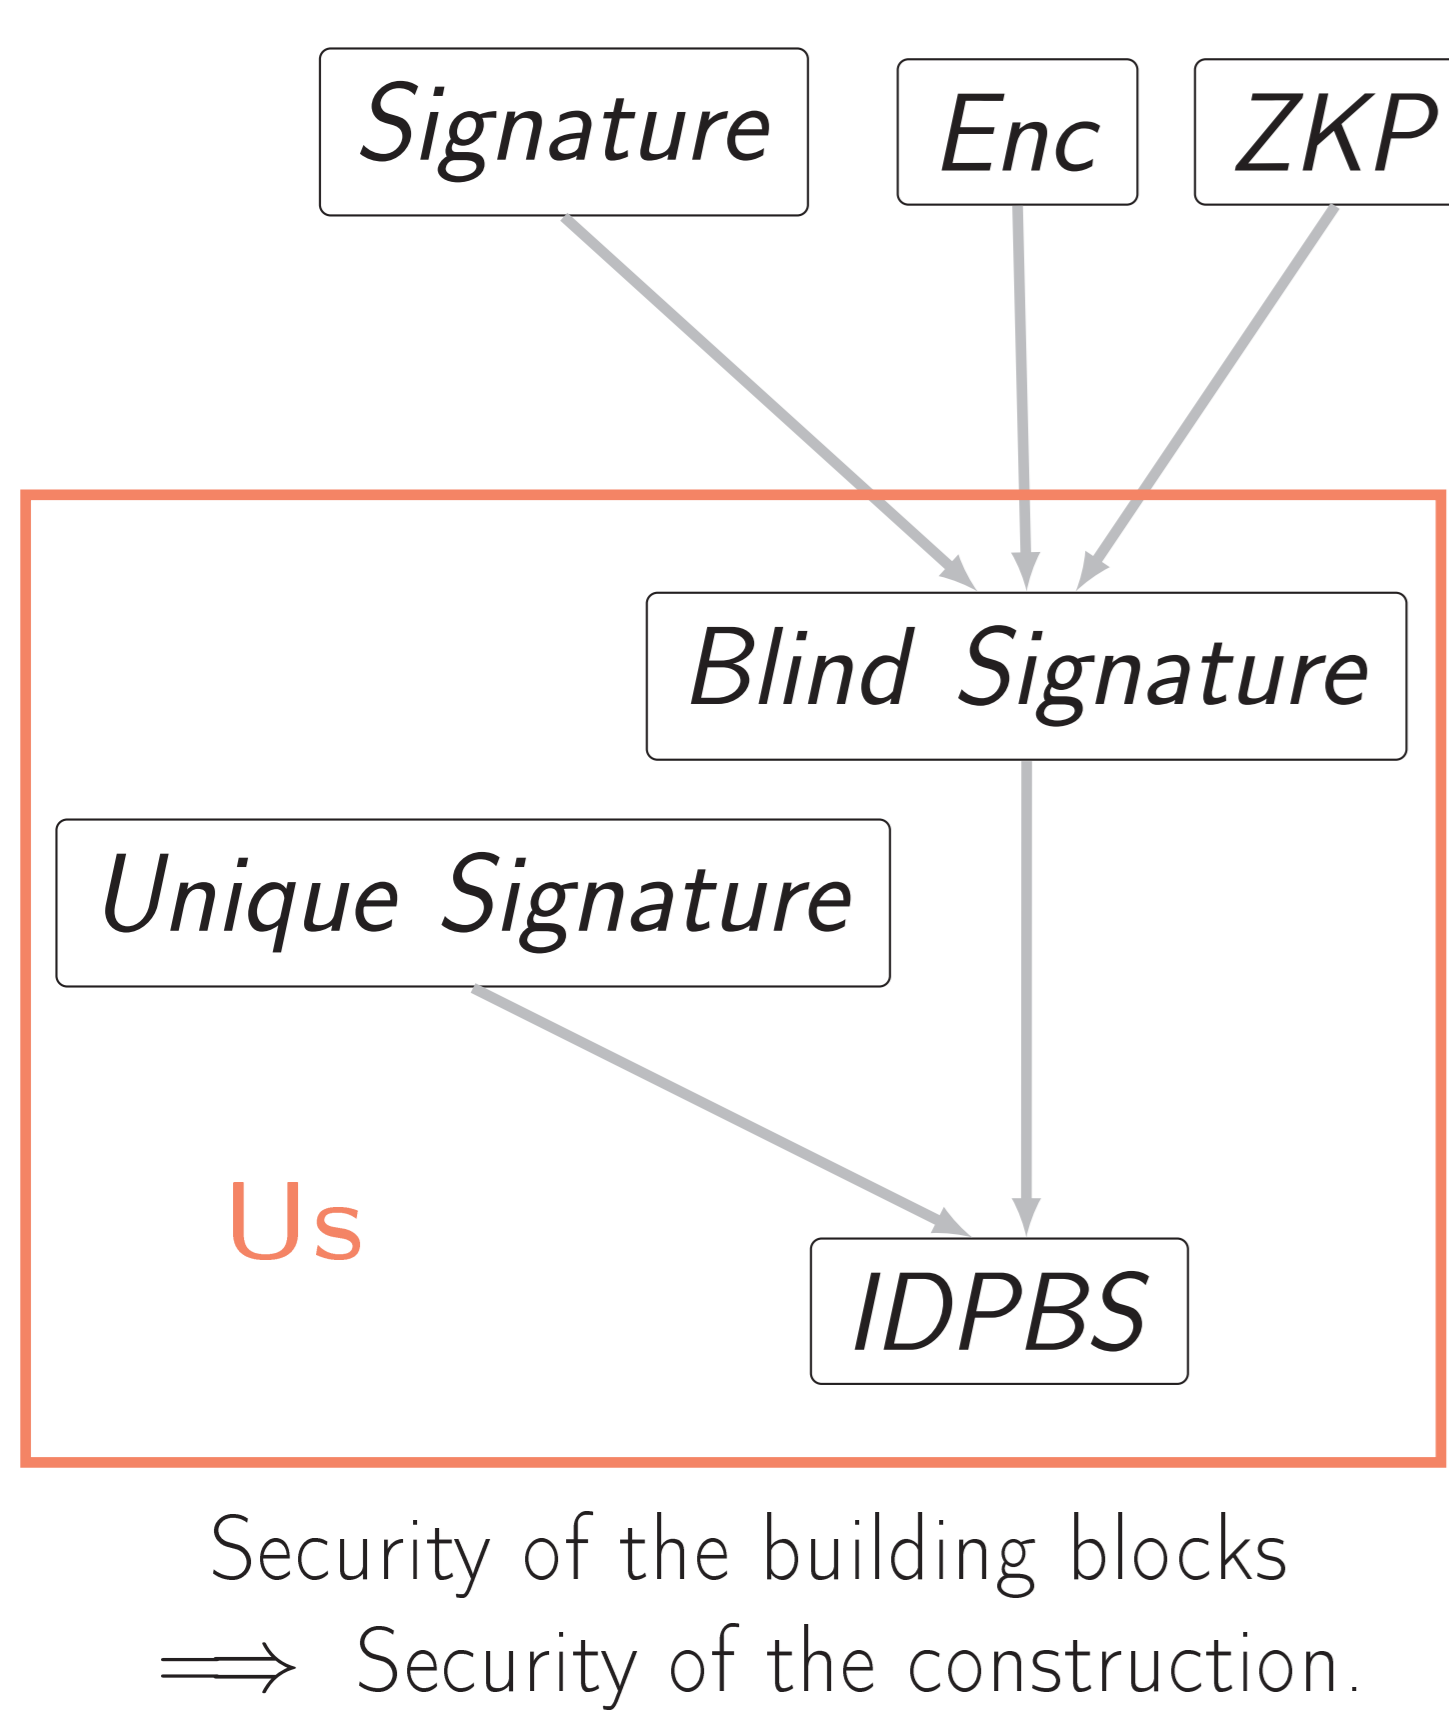 Signature
Enc
ZKP
Blind Signature
Unique Signature
Us
IDPBS
Security of the building blocks
⟹ Security of the construction.